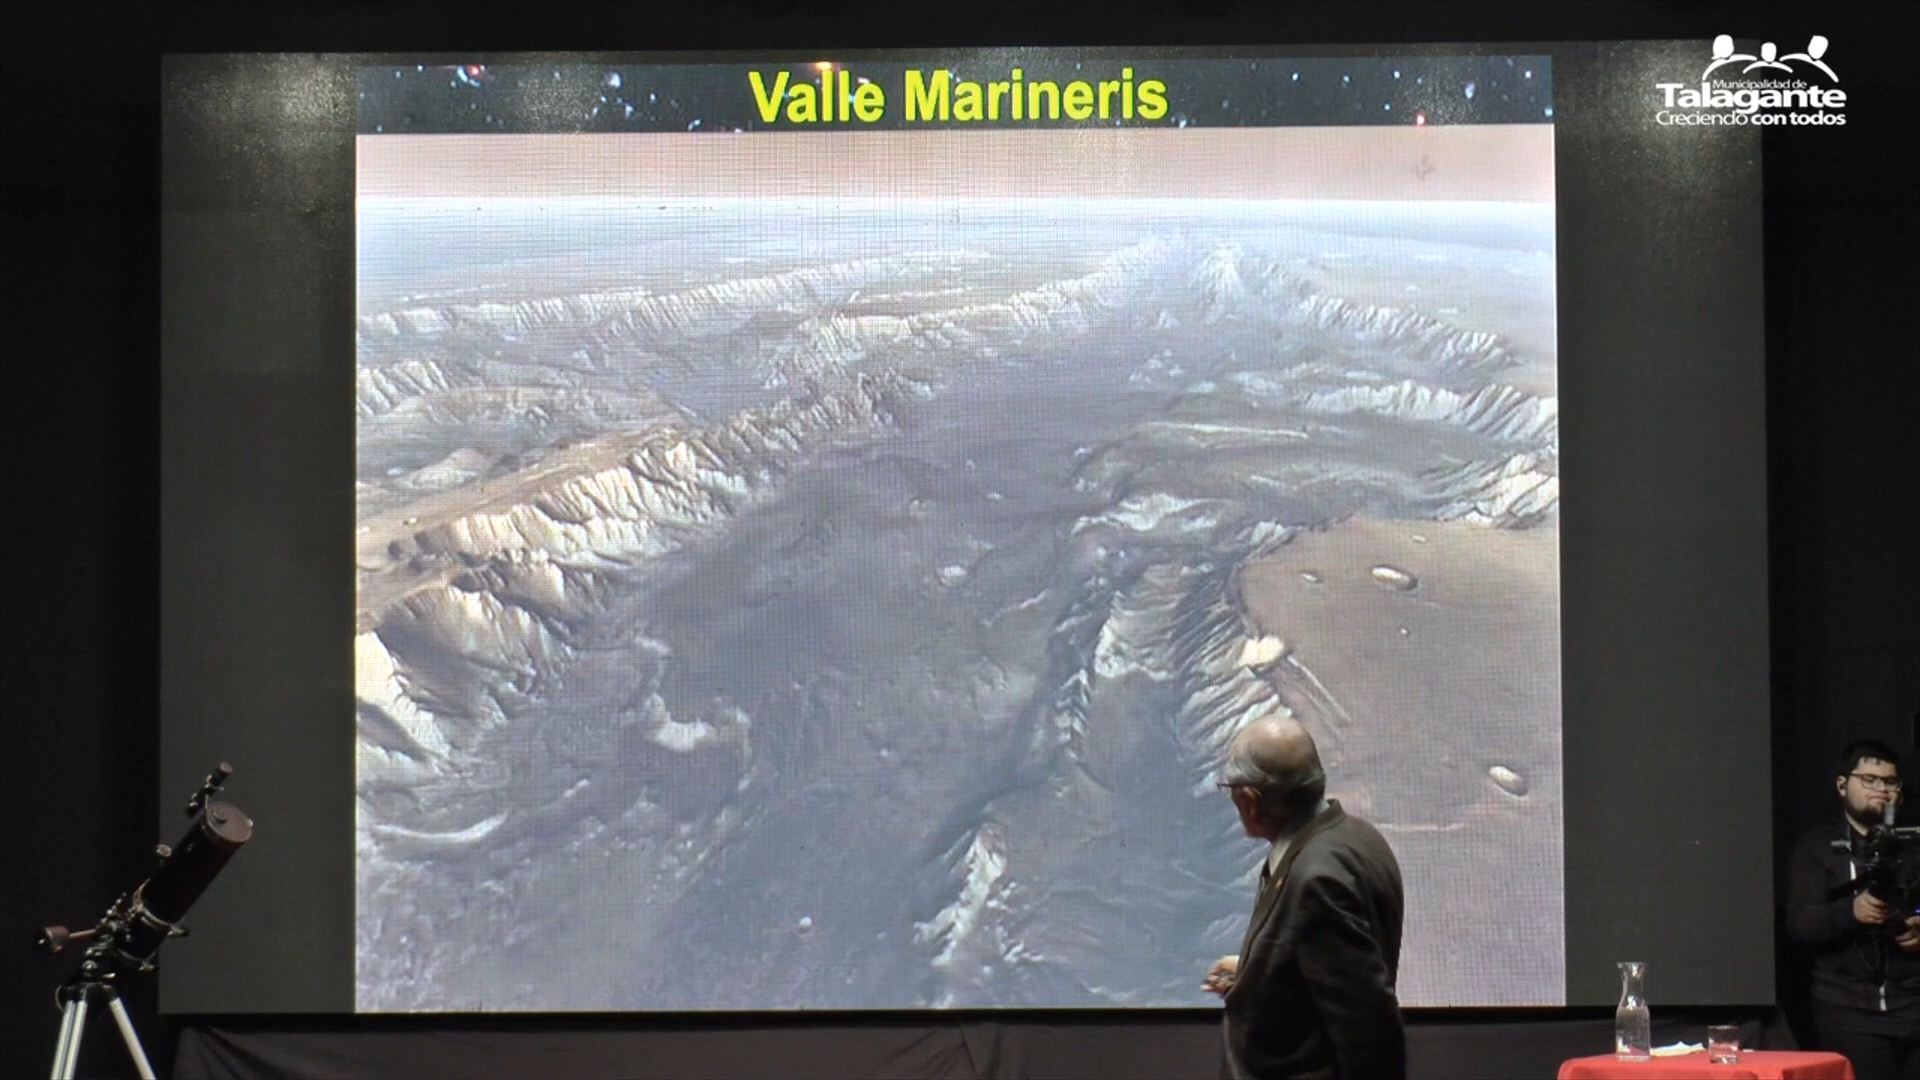 Valle Marineris
Municipalidad de
Talagante
Creciendo con todos